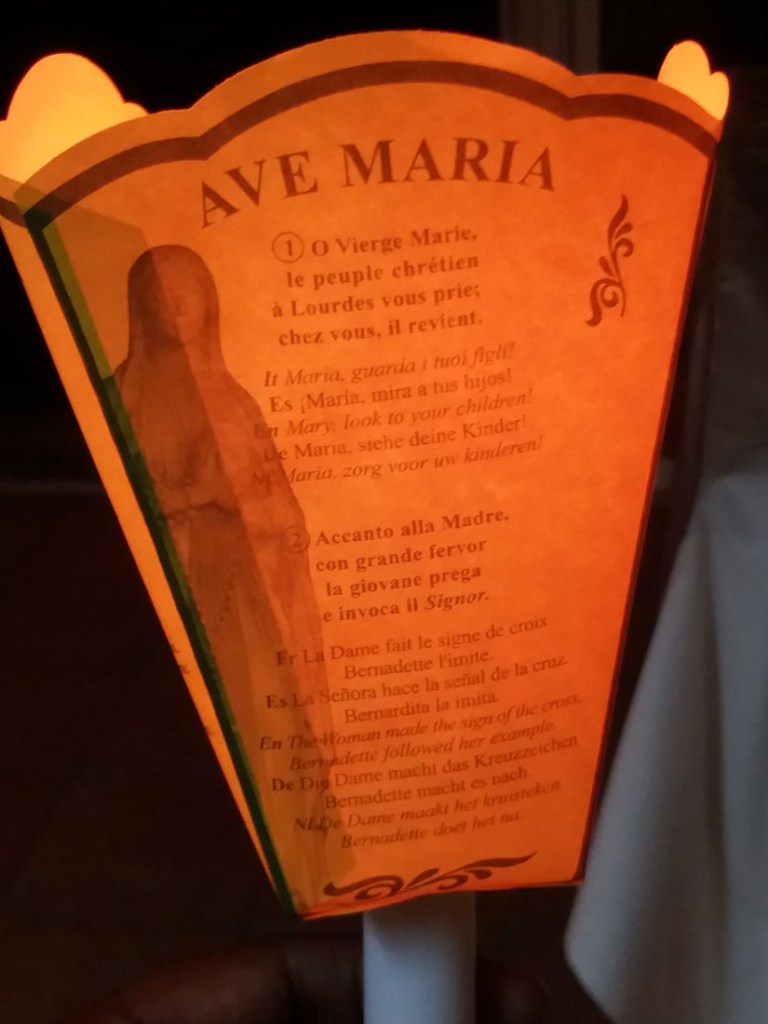 AVE MARIA
1 O Vierge Marie,
le peuple chrétien
à Lourdes vous prie;
chez vous, il revient.
It Maria, guarda i tuoi figli!
Es ¡María, mira a tus hijos!
En Mary, look to your children!
De Maria, siehe deine Kinder!
Nl Maria, zorg voor uw kinderen!
2 Accanto alla Madre,
con grande fervor
la giovane prega
e invoca il Signor.
Fr La Dame fait le signe de croix
Bernadette l'imite.
Es La Señora hace la señal de la cruz
Bernardita la imita.
En The Woman made the sign of the cross,
Bernadette followed her example.
De Die Dame macht das Kreuzzeichen
Bernadette macht es nach.
Nl De Dame maakt het kruisteken
Bernadette doet het na.